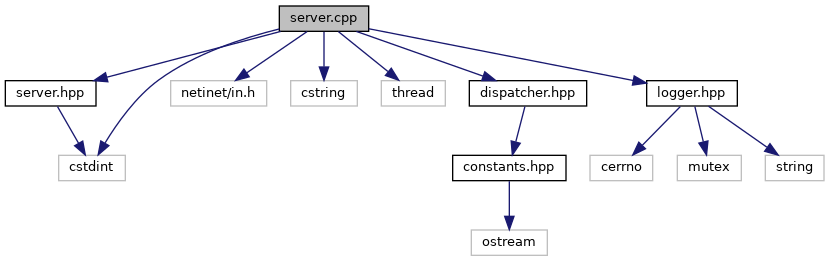 server.cpp
server.hpp
netinet/in.h
cstring
thread
dispatcher.hpp
logger.hpp
cstdint
constants.hpp
cerrno
mutex
string
ostream